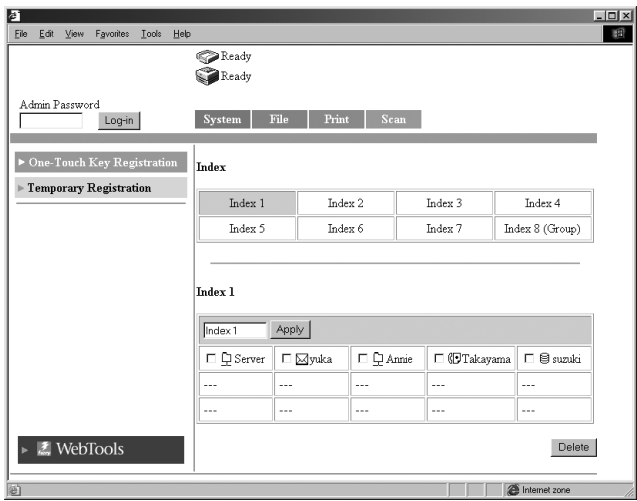 File Edit View Favorites Tools Help
Ready
Ready
Admin Password
Log-in
System File Print Scan
One-Touch Key Registration
Temporary Registration
Index
Index 1 Index 2 Index 3 Index 4
Index 5 Index 6 Index 7 Index 8 (Group)
Index 1
Index 1 Apply
Server yuka Annie Takayama suzuki
--- --- --- --- ---
--- --- --- --- ---
WebTools
Delete
Internet zone